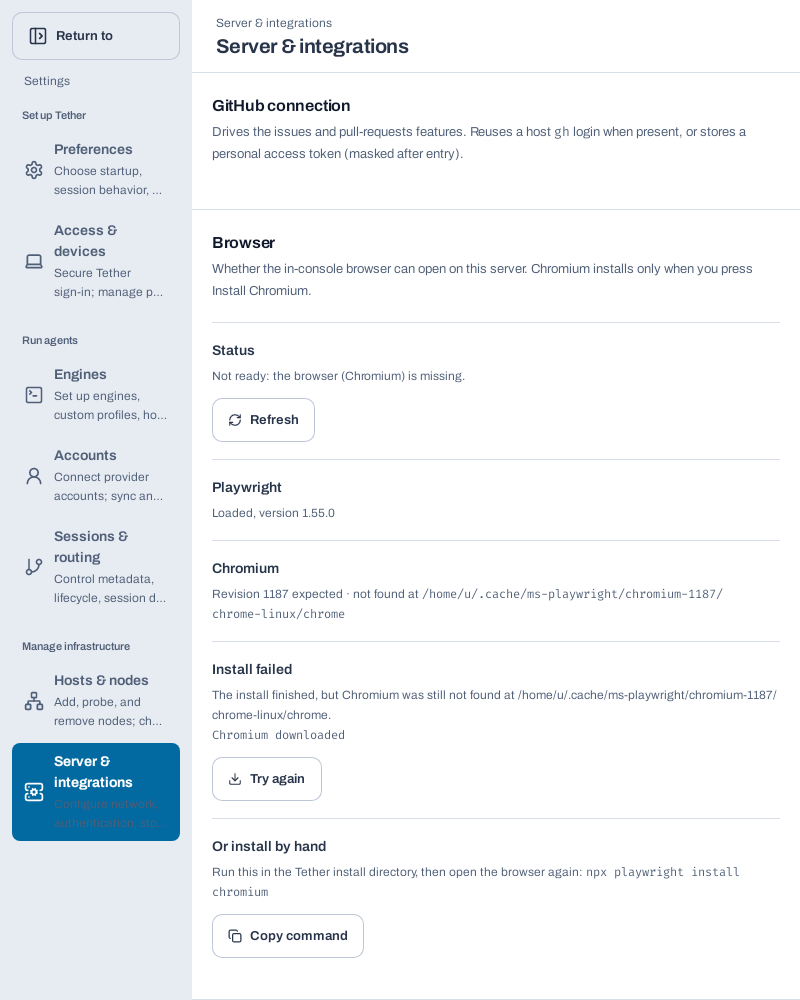 Return to
Settings
Set up Tether
Preferences
Choose startup,
session behavior, ...
Access &
devices
Secure Tether
sign-in; manage p...
Run agents
Engines
Set up engines,
custom profiles, ho...
Accounts
Connect provider
accounts; sync an...
Sessions &
routing
Control metadata,
lifecycle, session d...
Manage infrastructure
Hosts & nodes
Add, probe, and
remove nodes; ch...
Server &
integrations
Configure network,
authentication, sto...
Server & integrations
Server & integrations
GitHub connection
Drives the issues and pull-requests features. Reuses a host gh login when present, or stores a
personal access token (masked after entry).
Browser
Whether the in-console browser can open on this server. Chromium installs only when you press
Install Chromium.
Status
Not ready: the browser (Chromium) is missing.
Refresh
Playwright
Loaded, version 1.55.0
Chromium
Revision 1187 expected · not found at /home/u/.cache/ms-playwright/chromium-1187/
chrome-linux/chrome
Install failed
The install finished, but Chromium was still not found at /home/u/.cache/ms-playwright/chromium-1187/
chrome-linux/chrome.
Chromium downloaded
Try again
Or install by hand
Run this in the Tether install directory, then open the browser again: npx playwright install
chromium
Copy command